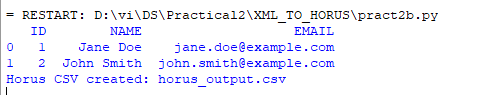 = RESTART: D:\vi\DS\Practical2\XML_TO_HORUS\pract2b.py
ID NAME EMAIL
0 1 Jane Doe jane.doe@example.com
1 2 John Smith john.smith@example.com
Horus CSV created: horus_output.csv